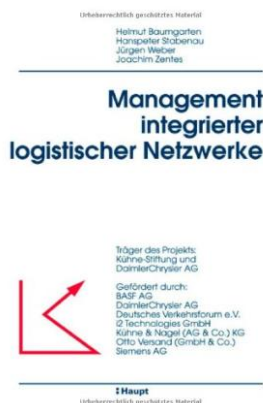 Urheberrechtlich geschütztes Material
Helmut Baumgarten
Hanspeter Stabenau
Jürgen Weber
Joachim Zentes
Management
integrierter
logistischer Netzwerke
Träger des Projekts:
Kühne-Stiftung und
DaimlerChrysler AG
Gefördert durch:
BASF AG
DaimlerChrysler AG
Deutsches Verkehrsforum e.V.
i2 Technologies GmbH
Kühne & Nagel (AG & Co.) KG
Otto Versand (GmbH & Co.)
Siemens AG
Haupt
Urheberrechtlich geschütztes Material